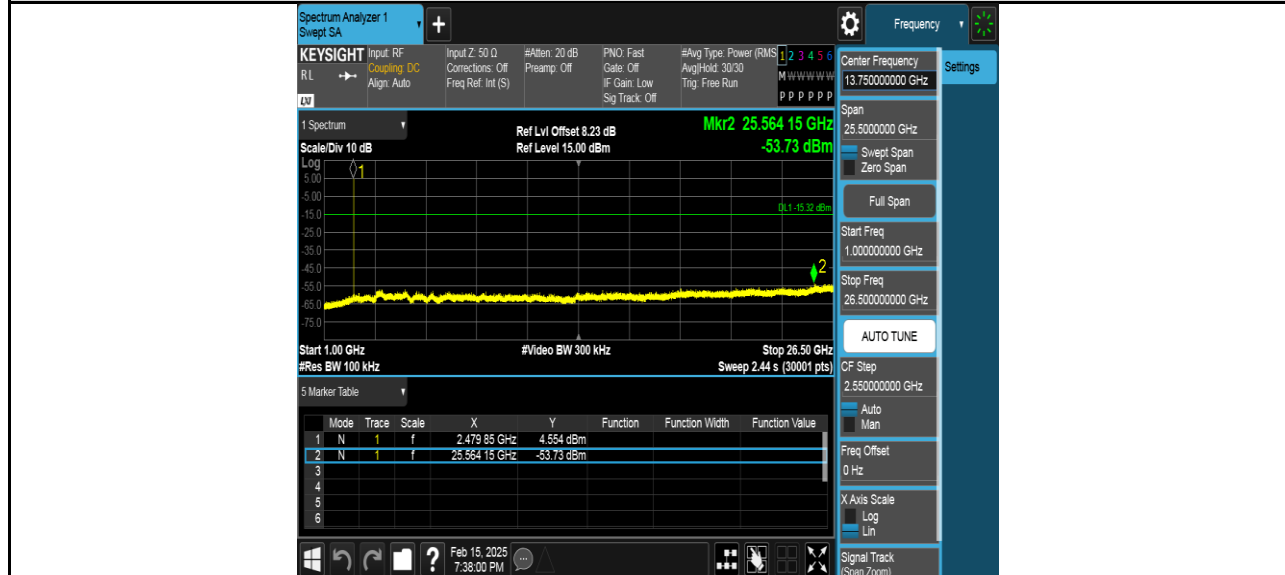 Spectrum Analyzer 1
Swept SA
+
Frequency
KEYSIGHT
RL
LXI
Input: RF
Coupling: DC
Align: Auto
Input Z: 50 Ω
Corrections: Off
Freq Ref: Int (S)
#Atten: 20 dB
Preamp: Off
PNO: Fast
Gate: Off
IF Gain: Low
Sig Track: Off
#Avg Type: Power (RMS
Avg|Hold: 30/30
Trig: Free Run
1 2 3 4 5 6
M W W W W W
P P P P P P
1 Spectrum
Scale/Div 10 dB
Ref Lvl Offset 8.23 dB
Ref Level 15.00 dBm
Mkr2 25.564 15 GHz
-53.73 dBm
Log
5.00
-5.00
-15.0
-25.0
-35.0
-45.0
-55.0
-65.0
-75.0
1
DL1 -15.32 dBm
2
Start 1.00 GHz
#Video BW 300 kHz
Stop 26.50 GHz
#Res BW 100 kHz
Sweep 2.44 s (30001 pts)
5 Marker Table
Mode Trace Scale X Y Function Function Width Function Value
1 N 1 f 2.479 85 GHz 4.554 dBm
2 N 1 f 25.564 15 GHz -53.73 dBm
3
4
5
6
?
Feb 15, 2025
7:38:00 PM
Center Frequency
13.750000000 GHz
Settings
Span
25.5000000 GHz
Swept Span
Zero Span
Full Span
Start Freq
1.000000000 GHz
Stop Freq
26.500000000 GHz
AUTO TUNE
CF Step
2.550000000 GHz
Auto
Man
Freq Offset
0 Hz
X Axis Scale
Log
Lin
Signal Track
(Span Zoom)